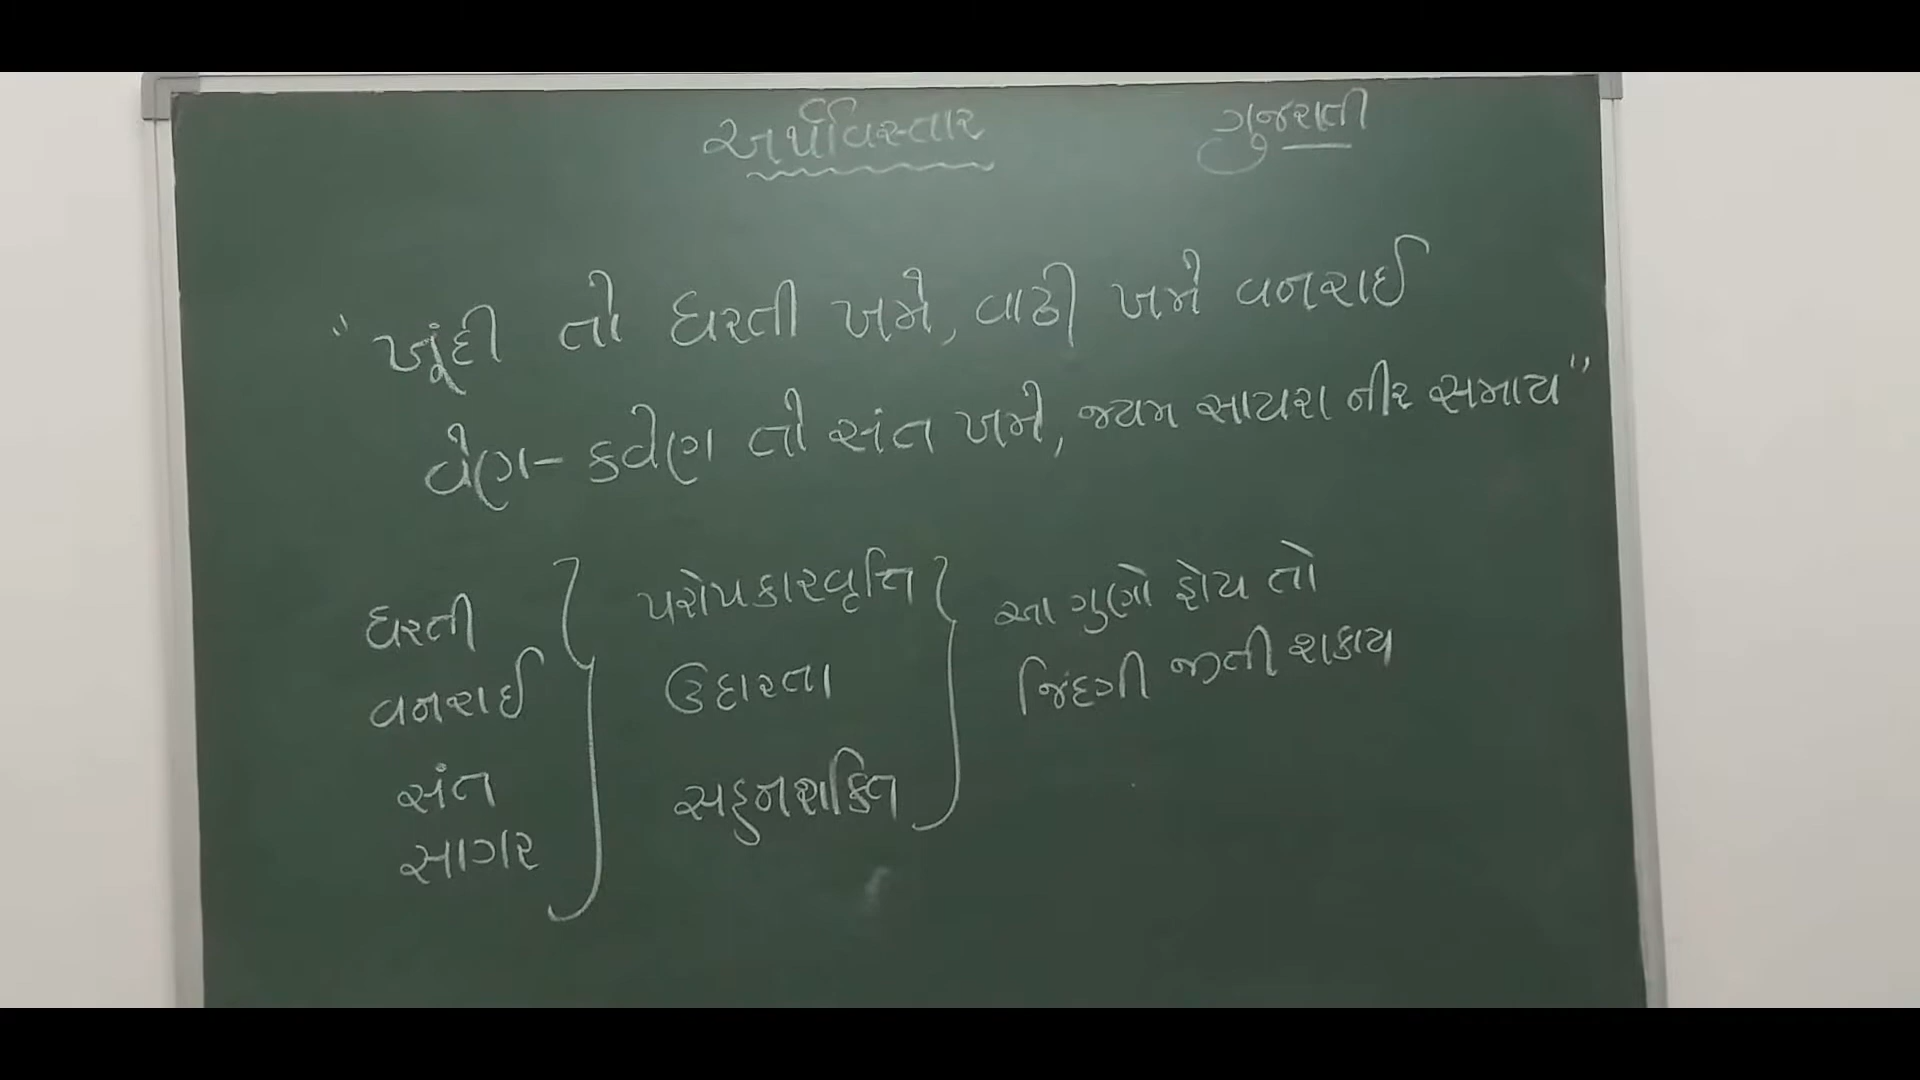 અર્થવિસ્તાર
ગુજરાતી
"ખૂંદી તો ધરતી ખમે, વાઢી ખમે વનરાઈ
વેણ-કવેણ તો સંત ખમે, જ્યમ સાયરા નીર સમાય"
ધરતી
વનરાઈ
સંત
સાગર
પરોપકારવૃત્તિ
ઉદારતા
સહનશક્તિ
આ ગુણો હોય તો
જિંદગી જીતી શકાય